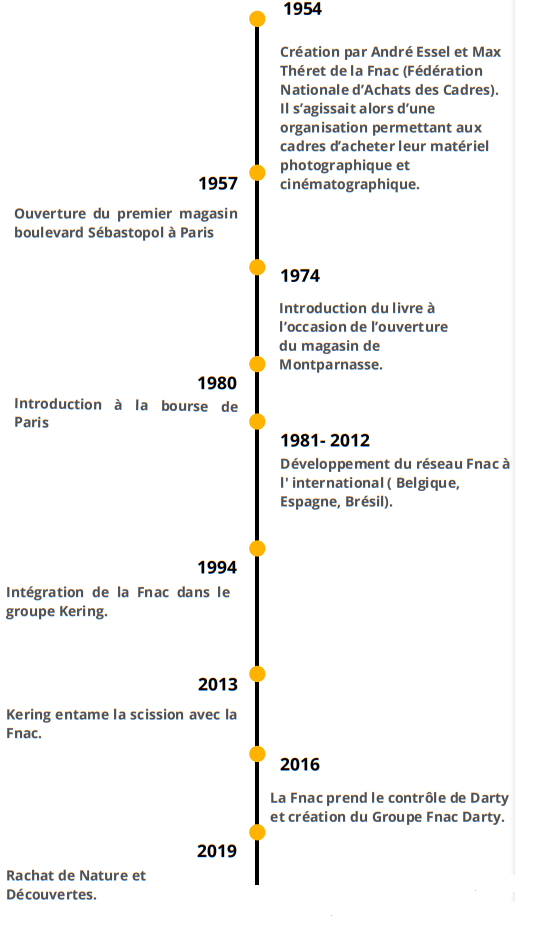 1954
Création par André Essel et Max
Théret de la Fnac (Fédération
Nationale d’Achats des Cadres).
Il s’agissait alors d’une
organisation permettant aux
cadres d’acheter leur matériel
photographique et
cinématographique.
1957
Ouverture du premier magasin
boulevard Sébastopol à Paris
1974
Introduction du livre à
l’occasion de l’ouverture
du magasin de
Montparnasse.
1980
Introduction à la bourse de
Paris
1981- 2012
Développement du réseau Fnac à
l' international ( Belgique,
Espagne, Brésil).
1994
Intégration de la Fnac dans le
groupe Kering.
2013
Kering entame la scission avec la
Fnac.
2016
La Fnac prend le contrôle de Darty
et création du Groupe Fnac Darty.
2019
Rachat de Nature et
Découvertes.